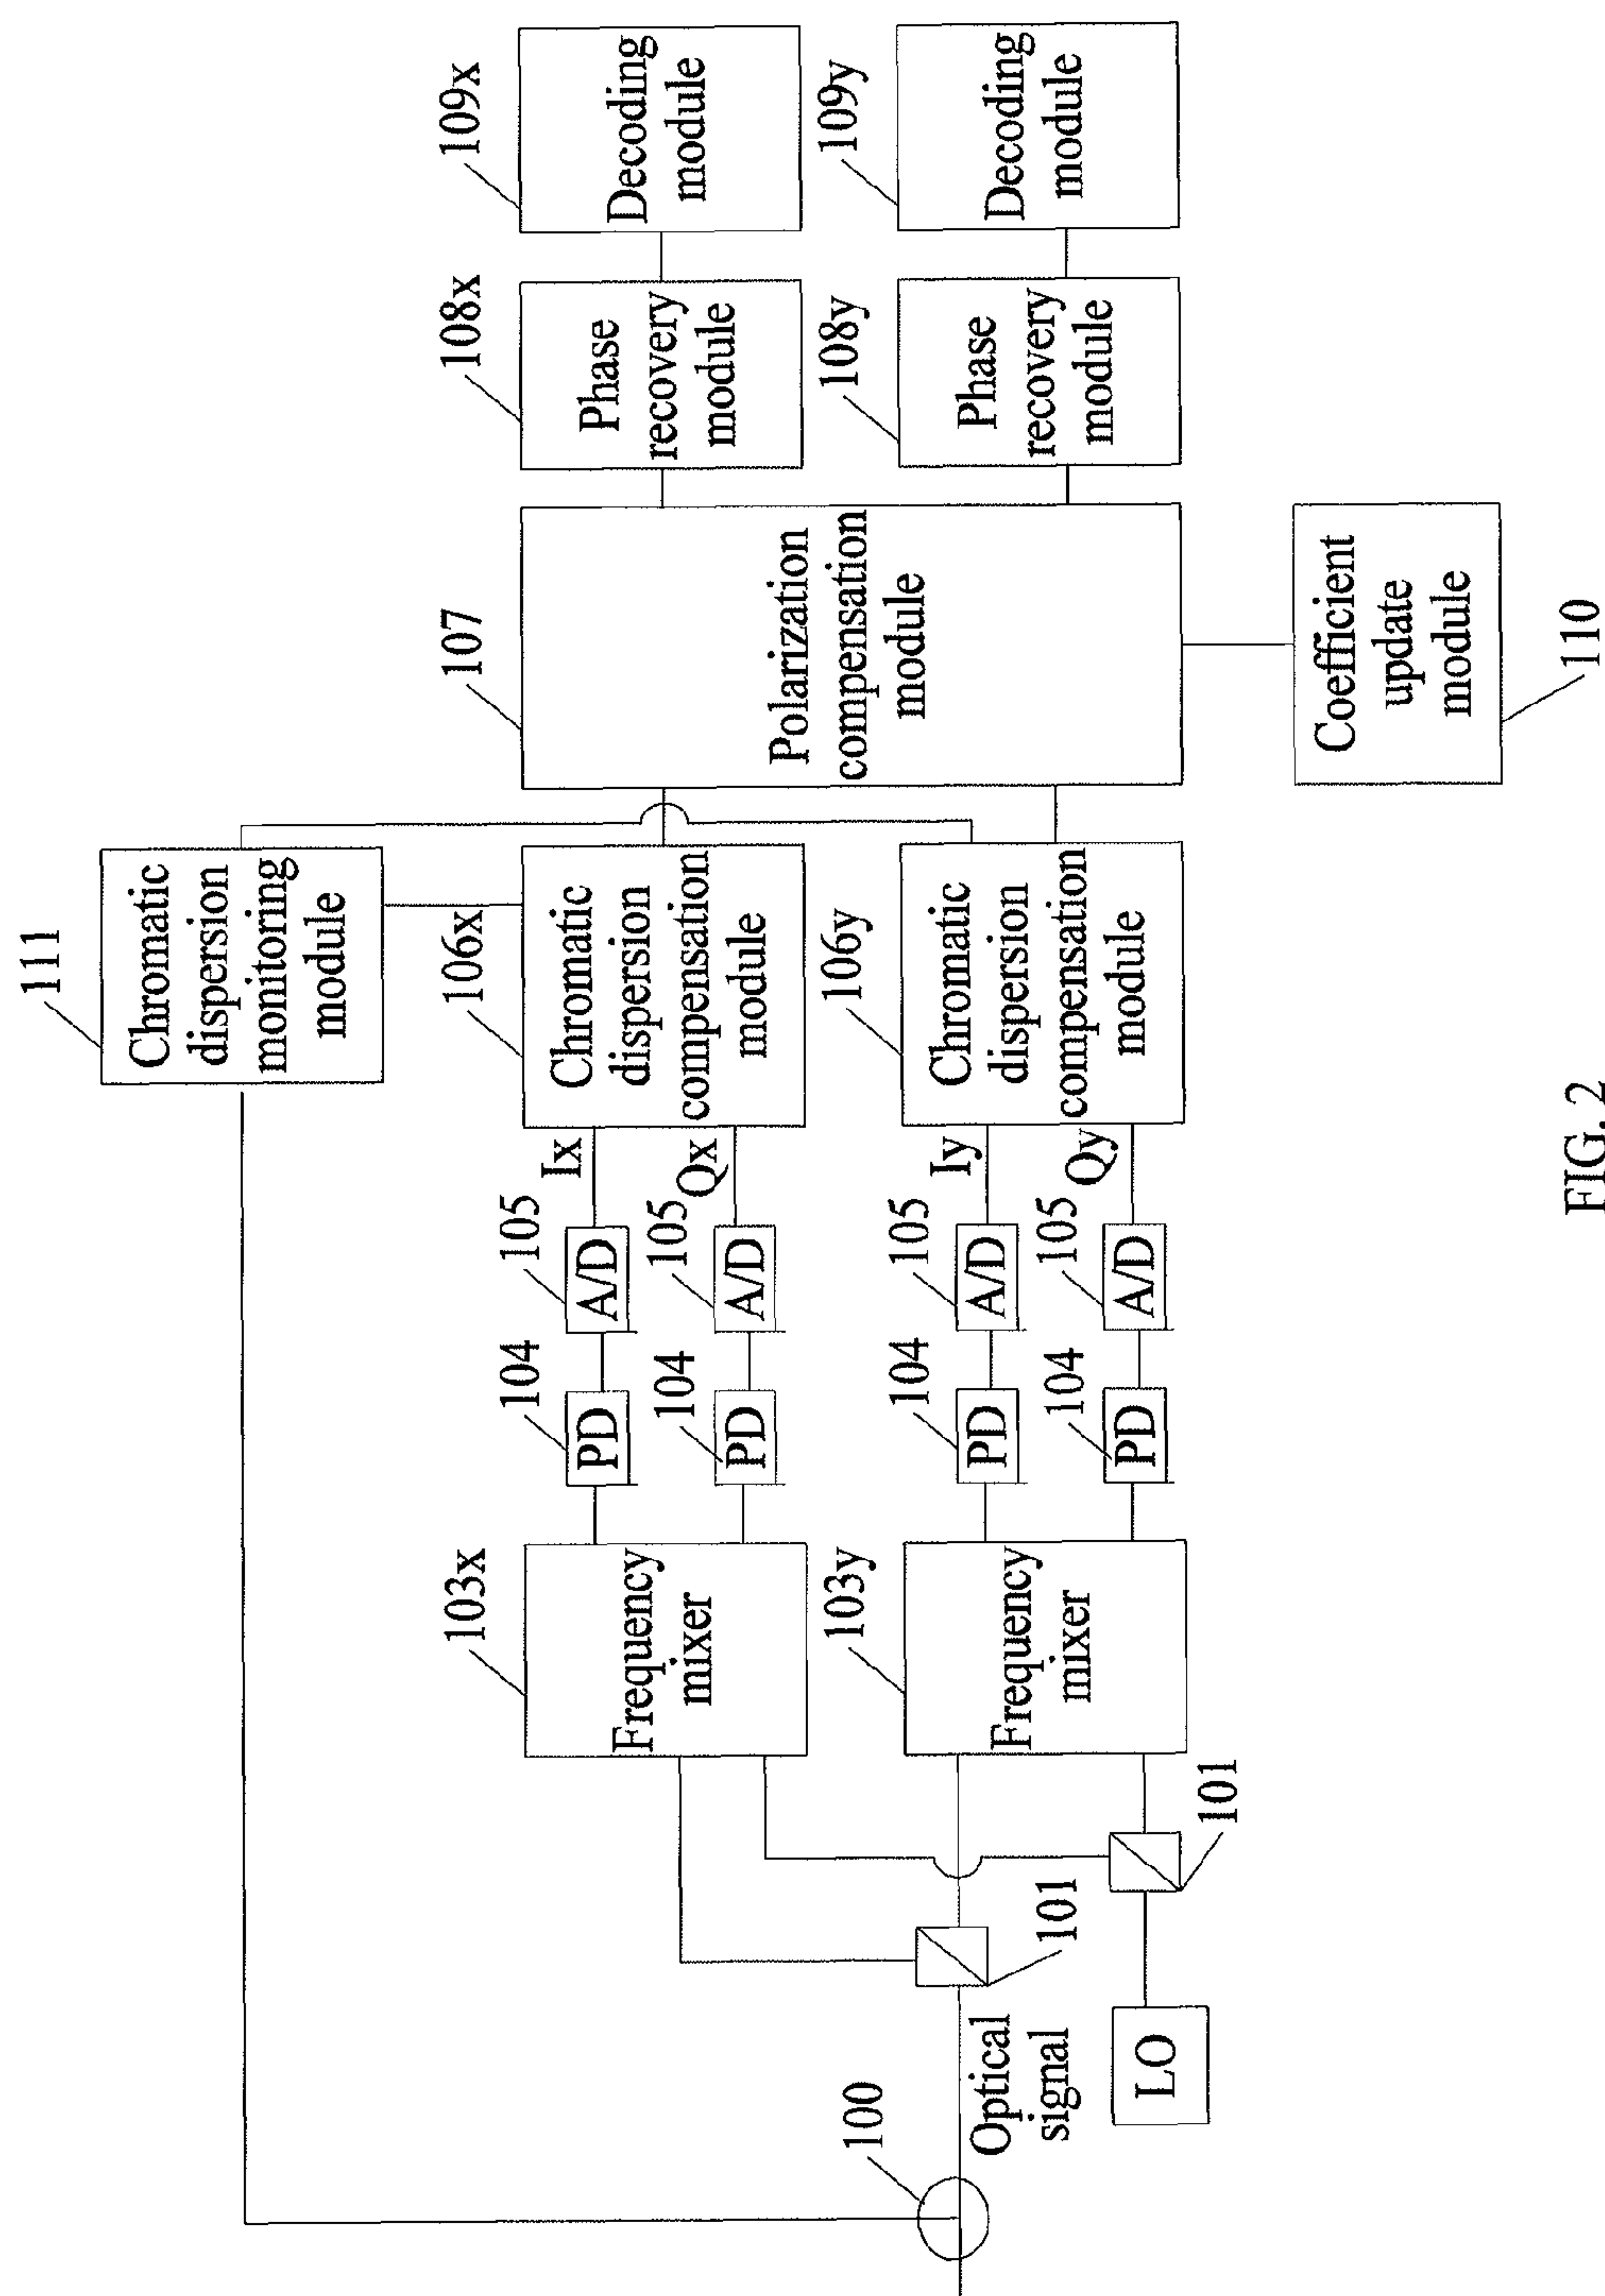 111
Chromatic
dispersion
monitoring
module
103x
Frequency
mixer
104
PD
105
A/D
Ix
104
PD
105
A/D
Qx
106x
Chromatic
dispersion
compensation
module
107
Polarization
compensation
module
108x
Phase
recovery
module
109x
Decoding
module
100
Optical
signal
101
LO
101
103y
Frequency
mixer
104
PD
105
A/D
Iy
104
PD
105
A/D
Qy
106y
Chromatic
dispersion
compensation
module
108y
Phase
recovery
module
109y
Decoding
module
Coefficient
update
module
110
FIG. 2